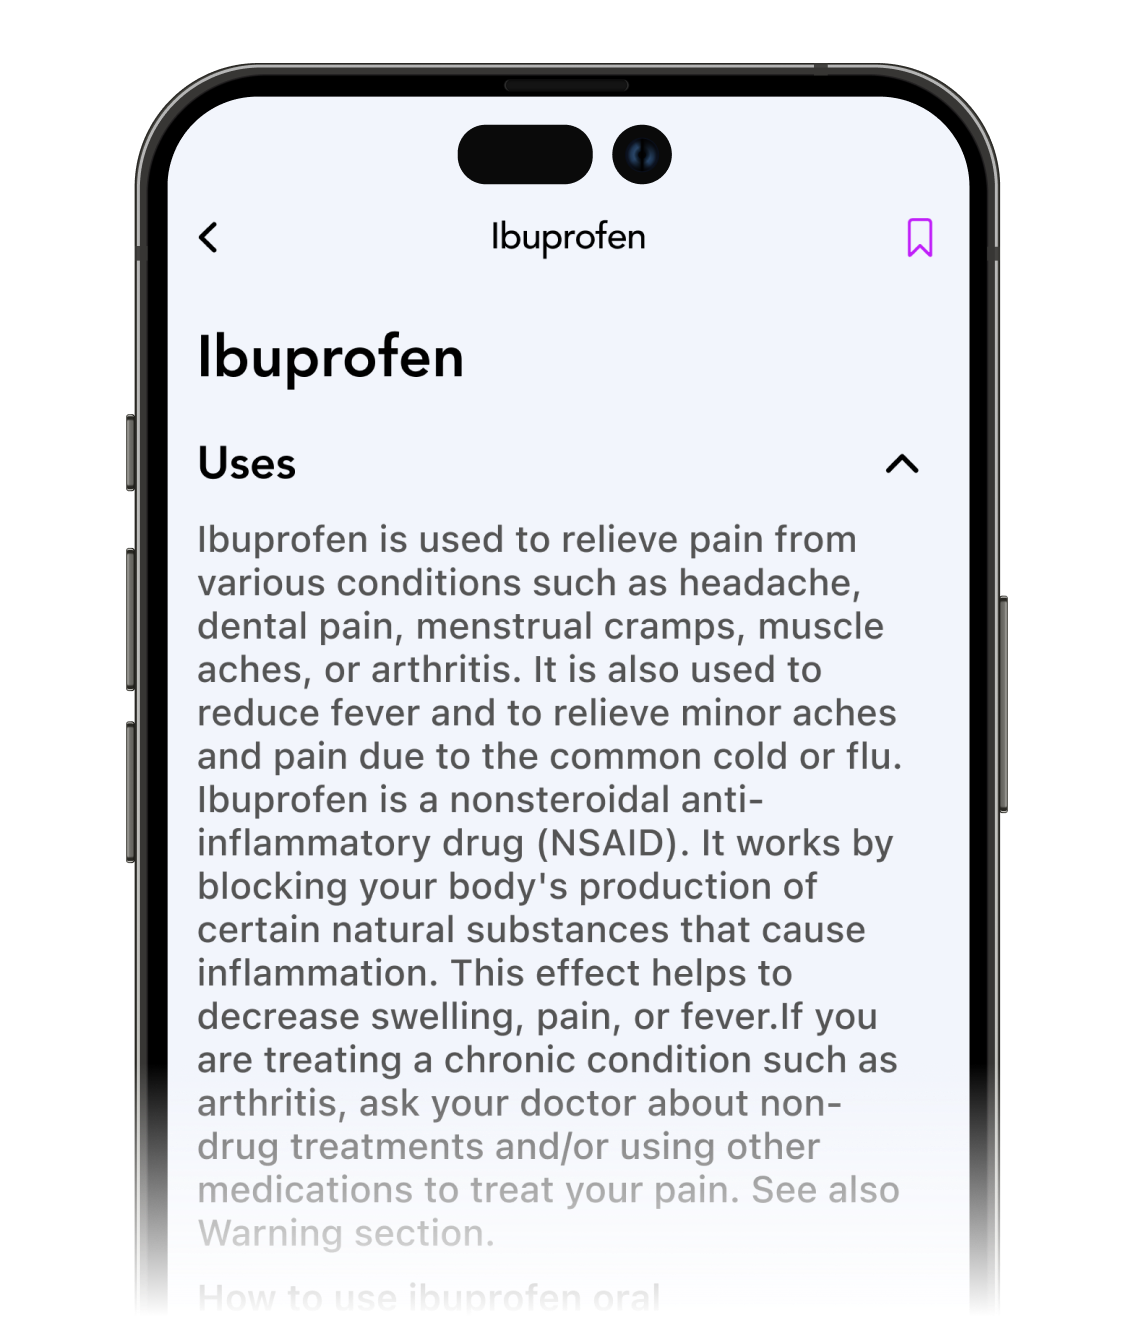 Ibuprofen
Ibuprofen
Uses
Ibuprofen is used to relieve pain from
various conditions such as headache,
dental pain, menstrual cramps, muscle
aches, or arthritis. It is also used to
reduce fever and to relieve minor aches
and pain due to the common cold or flu.
Ibuprofen is a nonsteroidal anti-
inflammatory drug (NSAID). It works by
blocking your body's production of
certain natural substances that cause
inflammation. This effect helps to
decrease swelling, pain, or fever.If you
are treating a chronic condition such as
arthritis, ask your doctor about non-
drug treatments and/or using other
medications to treat your pain. See also
Warning section.
How to use ibuprofen oral